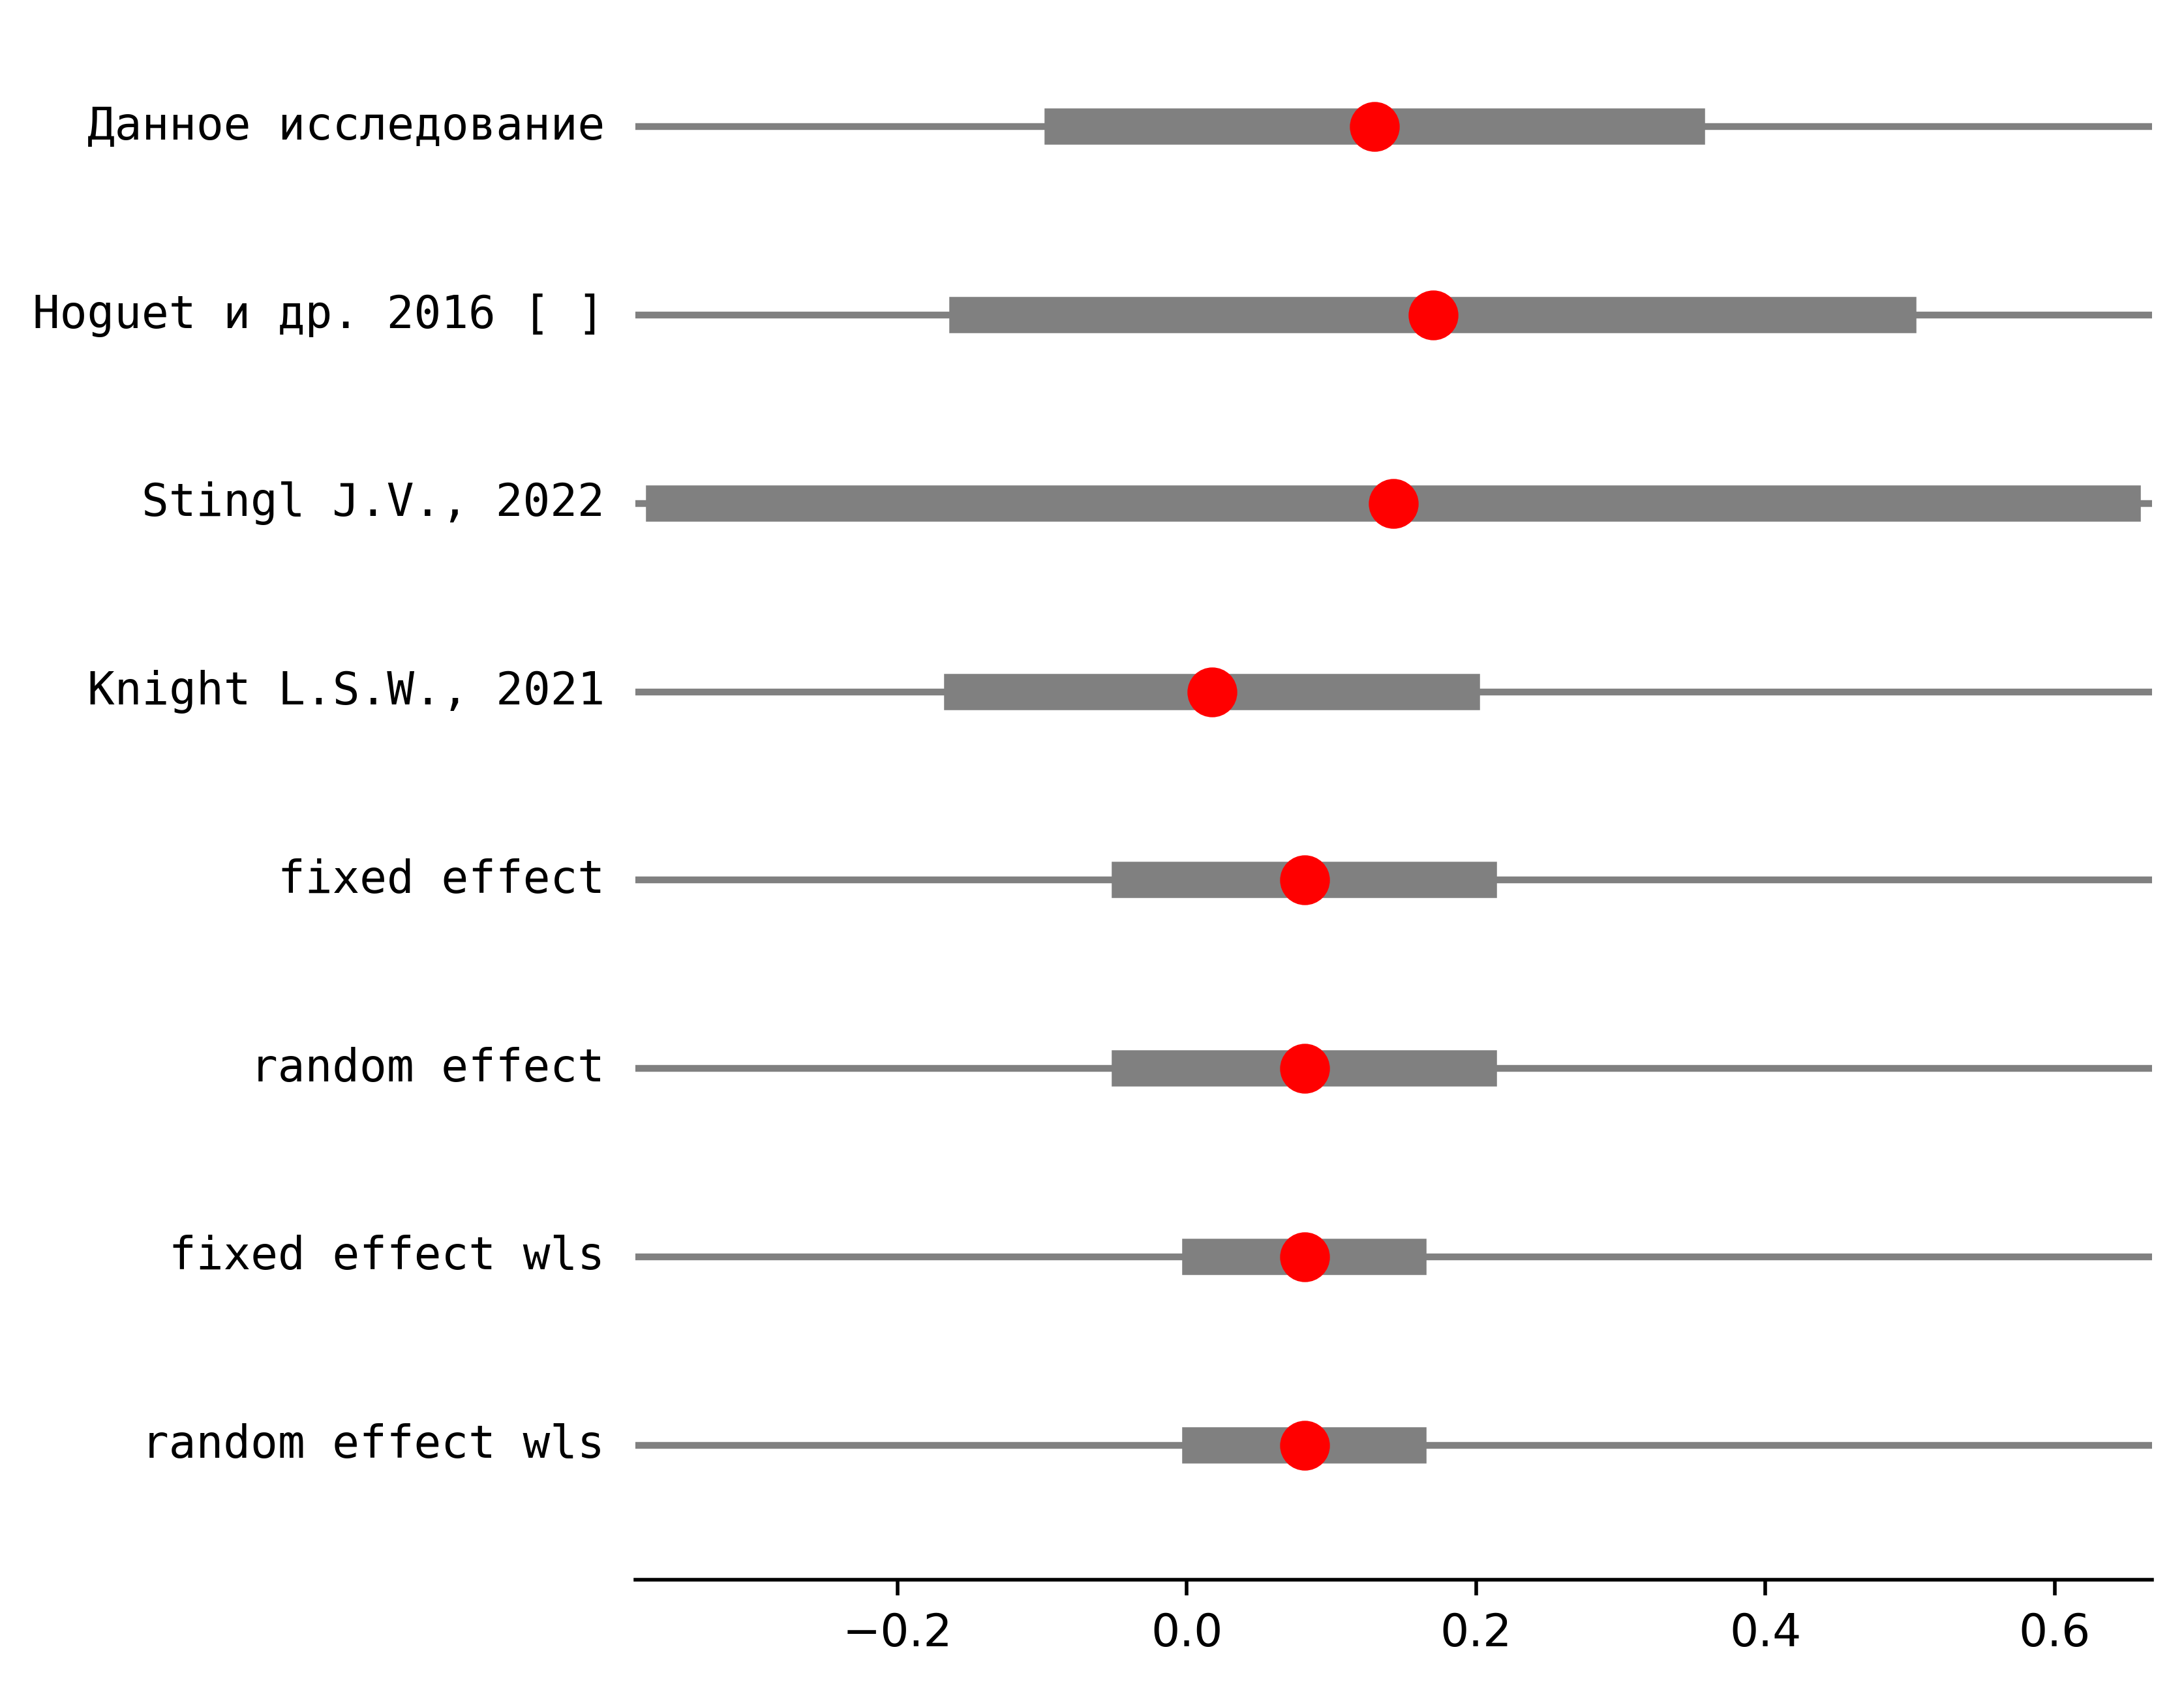 Данное исследование
Hoguet и др. 2016 [ ]
Stingl J.V., 2022
Knight L.S.W., 2021
fixed effect
random effect
fixed effect wls
random effect wls
−0.2 0.0 0.2 0.4 0.6